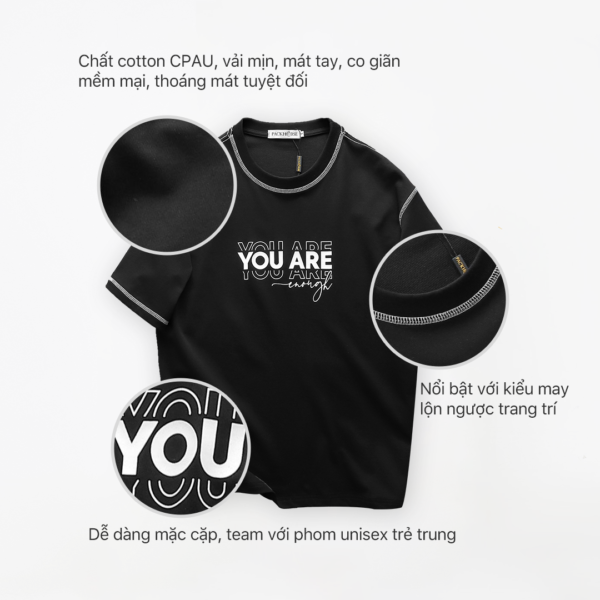 Chất cotton CPAU, vải mịn, mát tay, co giãn
mềm mại, thoáng mát tuyệt đối
YOU ARE
YOU ARE
YOU ARE
enough
Nổi bật với kiểu may
lộn ngược trang trí
YOU
YOU
YOU
Dễ dàng mặc cặp, team với phom unisex trẻ trung